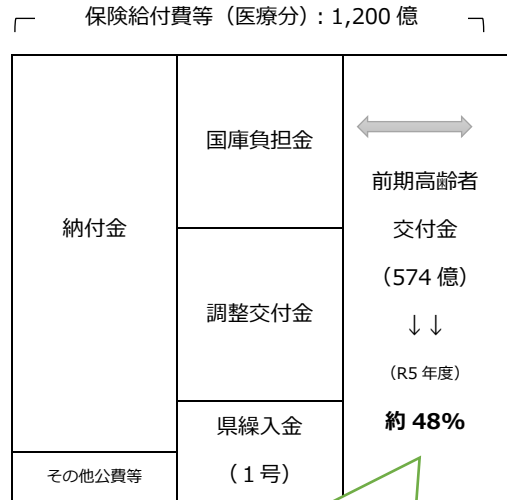 保険給付費等（医療分）: 1,200 億
納付金
その他公費等
国庫負担金
調整交付金
県繰入金
（１号）
前期高齢者
交付金
（574 億）
↓↓
（R5 年度）
約 48%